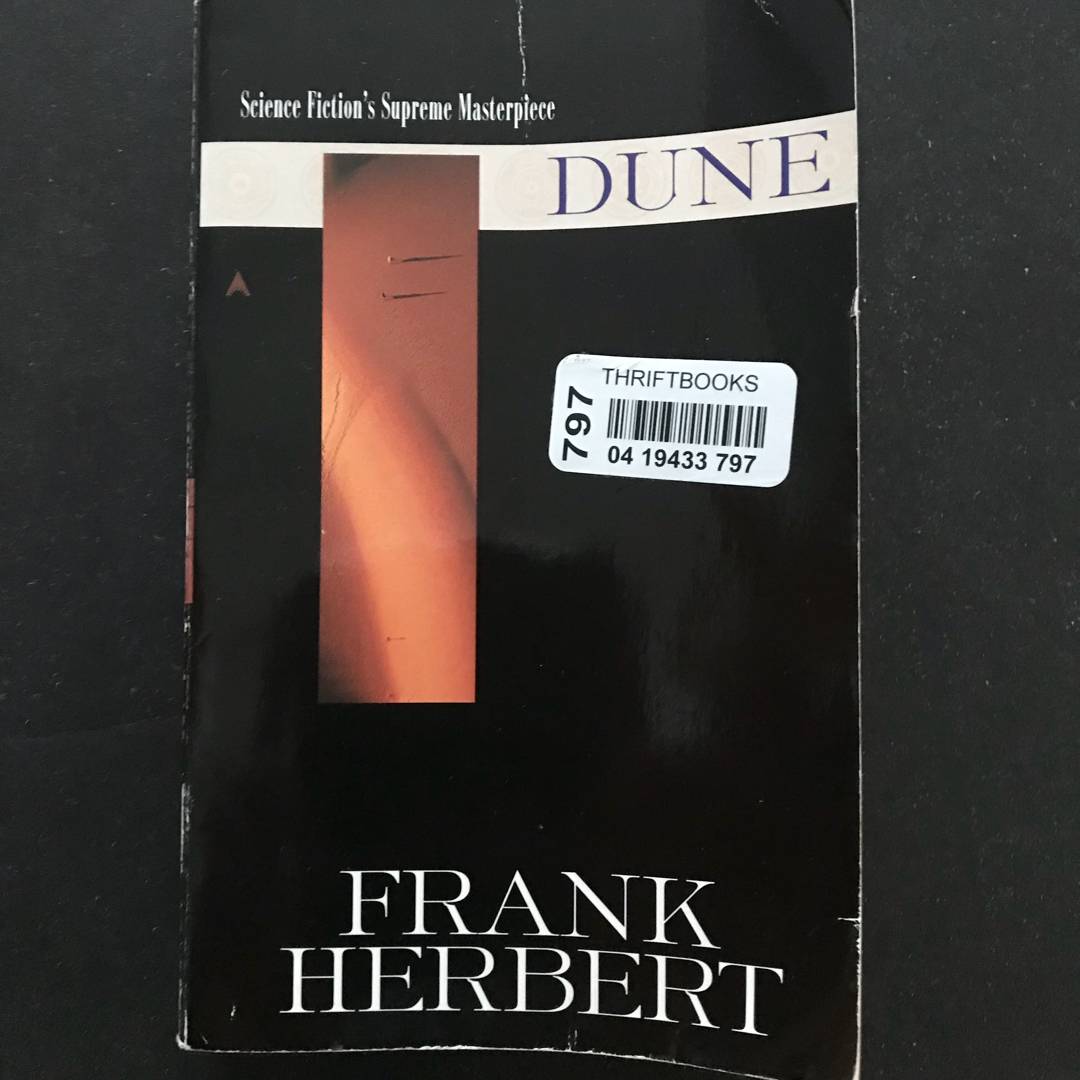 Science Fiction's Supreme Masterpiece
DUNE
THRIFTBOOKS
797
04 19433 797
FRANK
HERBERT